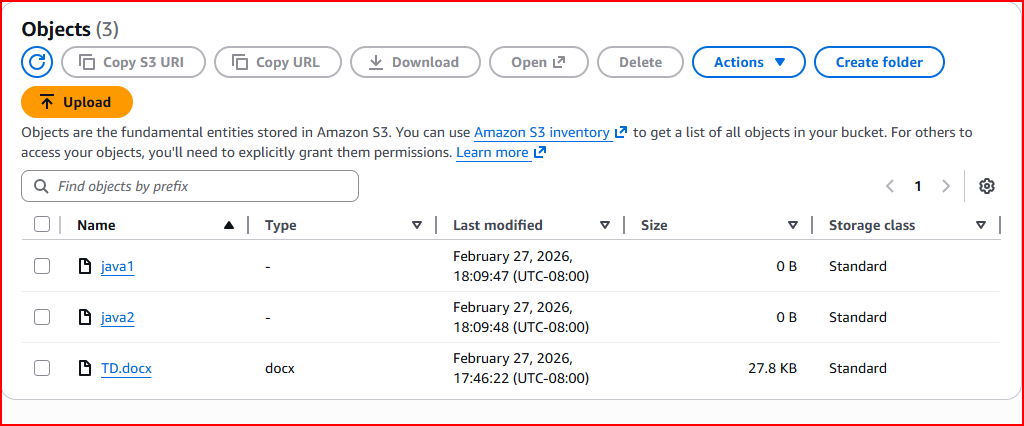 Objects (3)
Copy S3 URI Copy URL Download Open Delete Actions Create folder
Upload
Objects are the fundamental entities stored in Amazon S3. You can use Amazon S3 inventory to get a list of all objects in your bucket. For others to
access your objects, you'll need to explicitly grant them permissions. Learn more
Find objects by prefix 1
Name Type Last modified Size Storage class
java1 - February 27, 2026, 18:09:47 (UTC-08:00) 0 B Standard
java2 - February 27, 2026, 18:09:48 (UTC-08:00) 0 B Standard
TD.docx docx February 27, 2026, 17:46:22 (UTC-08:00) 27.8 KB Standard